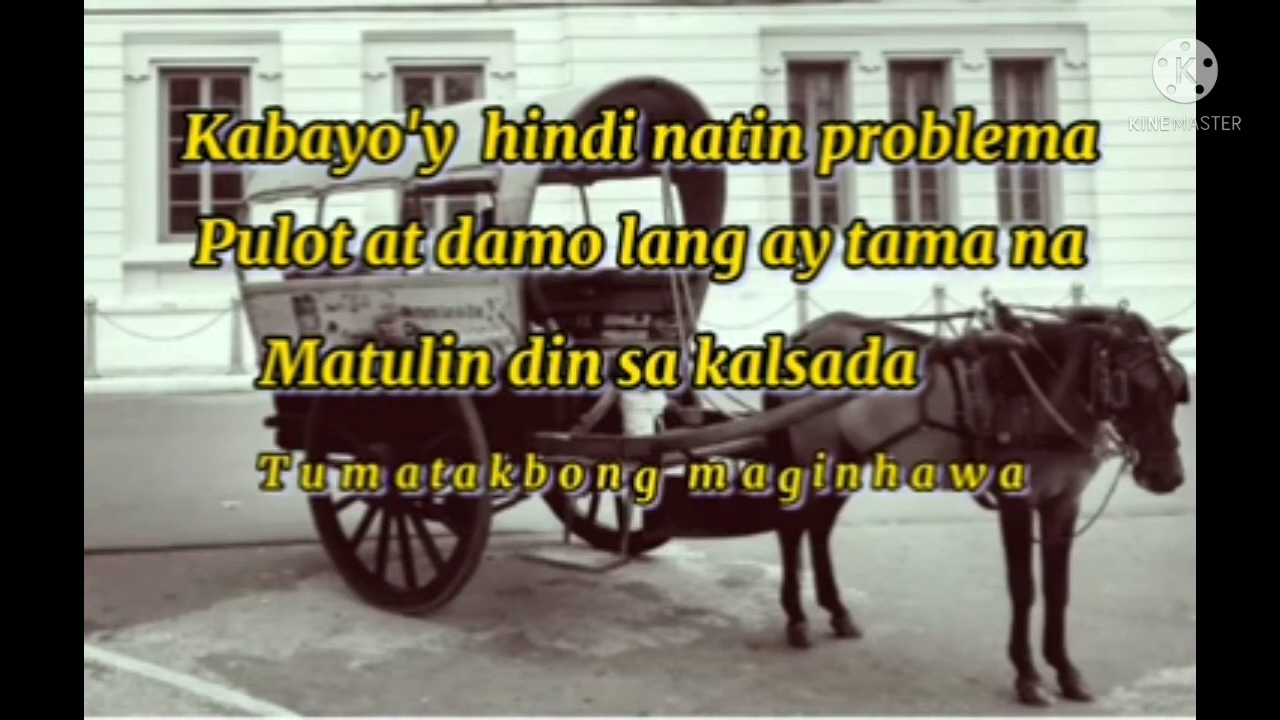 Kabayo'y hindi natin problema
Pulot at damo lang ay tama na
Matulin din sa kalsada
Tumatakbong maginhawa
KINEMASTER